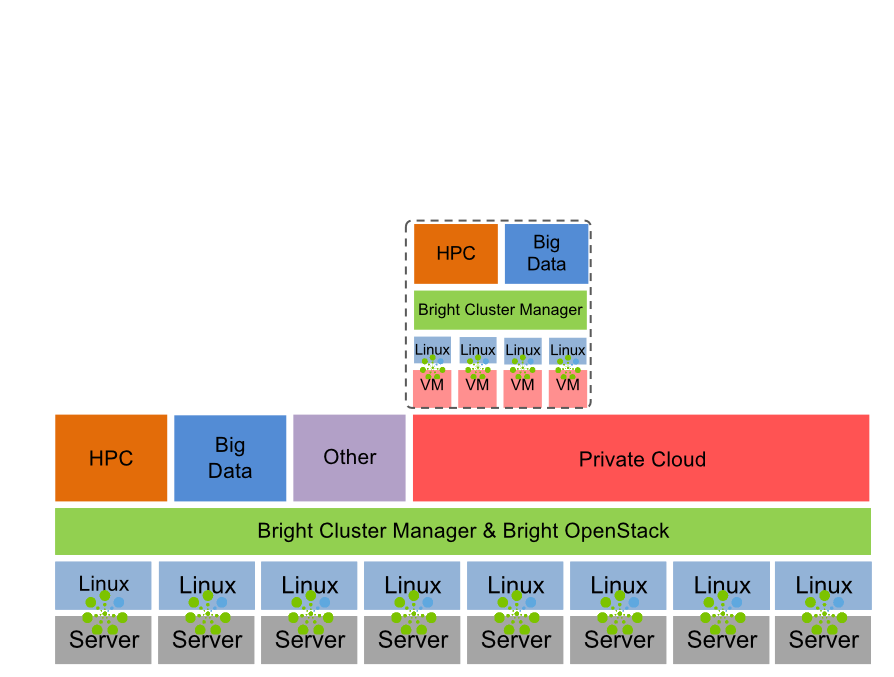 HPC
Big
Data
Bright Cluster Manager
Linux Linux Linux Linux
VM VM VM VM
HPC
Big
Data
Other
Private Cloud
Bright Cluster Manager & Bright OpenStack
Linux Linux Linux Linux Linux Linux Linux Linux
Server Server Server Server Server Server Server Server